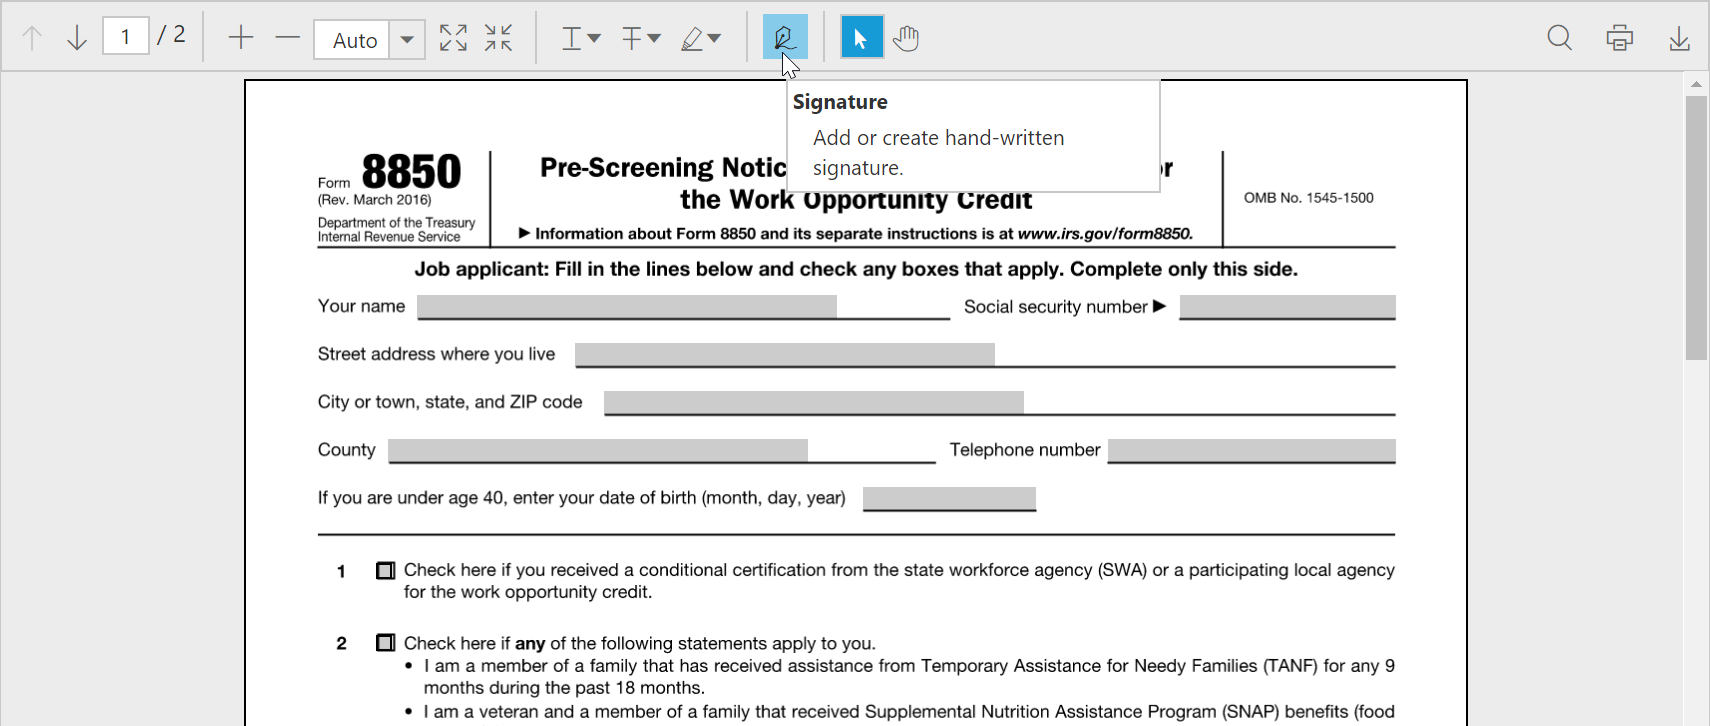 1 / 2 Auto
Signature
Add or create hand-written
signature.
Form 8850
(Rev. March 2016)
Department of the Treasury
Internal Revenue Service
Pre-Screening Notic
the Work Opportunity Credit
▶ Information about Form 8850 and its separate instructions is at www.irs.gov/form8850.
OMB No. 1545-1500
Job applicant: Fill in the lines below and check any boxes that apply. Complete only this side.
Your name Social security number ▶
Street address where you live
City or town, state, and ZIP code
County Telephone number
If you are under age 40, enter your date of birth (month, day, year)
1 Check here if you received a conditional certification from the state workforce agency (SWA) or a participating local agency
for the work opportunity credit.
2 Check here if any of the following statements apply to you.
• I am a member of a family that has received assistance from Temporary Assistance for Needy Families (TANF) for any 9
months during the past 18 months.
• I am a veteran and a member of a family that received Supplemental Nutrition Assistance Program (SNAP) benefits (food